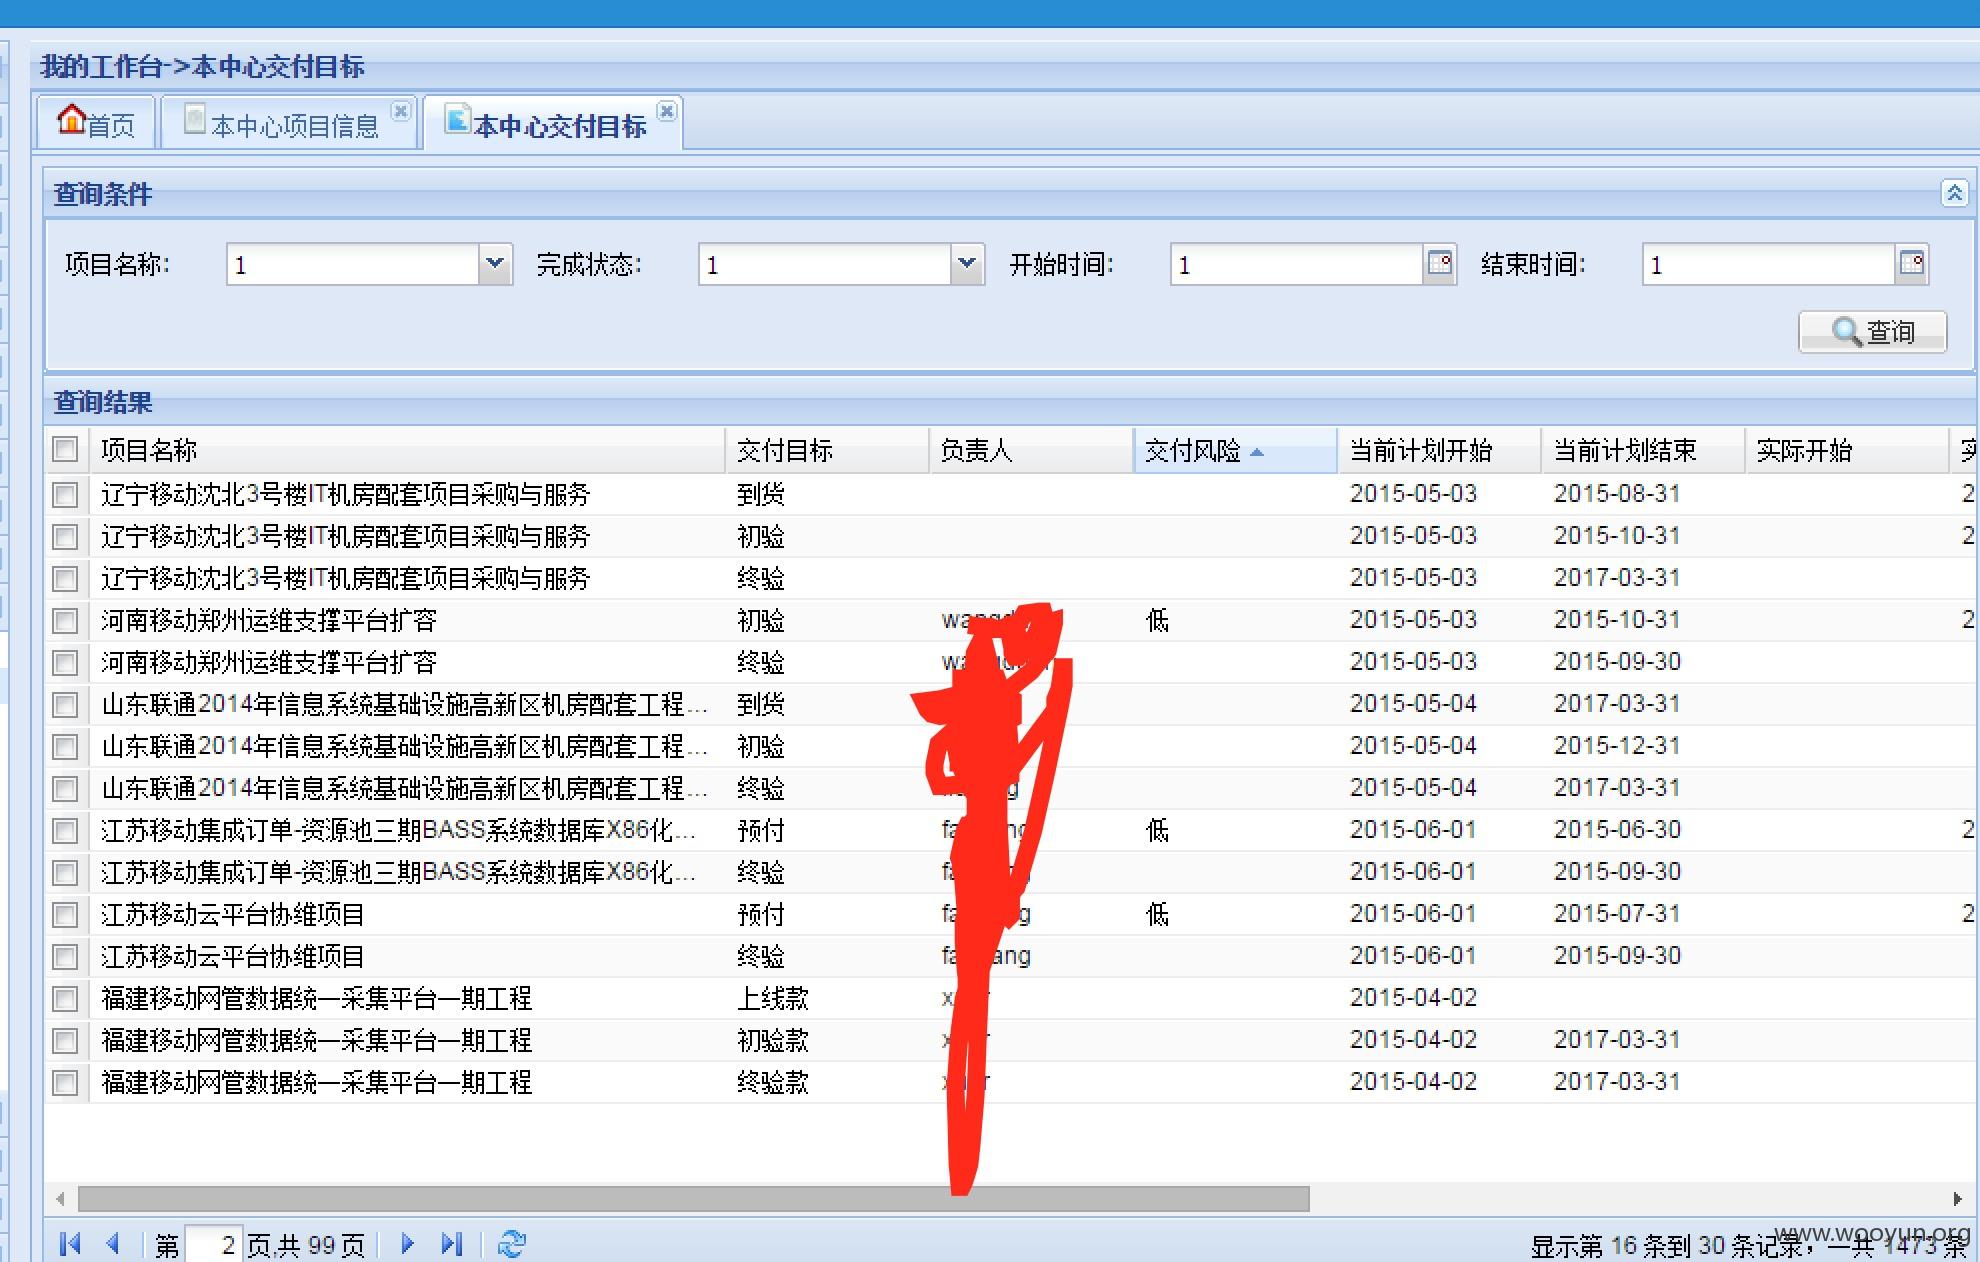 我的工作台->本中心交付目标
首页 本中心项目信息 本中心交付目标
查询条件
项目名称: 1 完成状态: 1 开始时间: 1 结束时间: 1
查询
查询结果
项目名称 交付目标 负责人 交付风险 当前计划开始 当前计划结束 实际开始
辽宁移动沈北3号楼IT机房配套项目采购与服务 到货 2015-05-03 2015-08-31 2
辽宁移动沈北3号楼IT机房配套项目采购与服务 初验 2015-05-03 2015-10-31 2
辽宁移动沈北3号楼IT机房配套项目采购与服务 终验 2015-05-03 2017-03-31
河南移动郑州运维支撑平台扩容 初验 低 2015-05-03 2015-10-31 2
河南移动郑州运维支撑平台扩容 终验 2015-05-03 2015-09-30
山东联通2014年信息系统基础设施高新区机房配套工程... 到货 2015-05-04 2017-03-31
山东联通2014年信息系统基础设施高新区机房配套工程... 初验 2015-05-04 2015-12-31
山东联通2014年信息系统基础设施高新区机房配套工程... 终验 2015-05-04 2017-03-31
江苏移动集成订单-资源池三期BASS系统数据库X86化... 预付 低 2015-06-01 2015-06-30 2
江苏移动集成订单-资源池三期BASS系统数据库X86化... 终验 2015-06-01 2015-09-30
江苏移动云平台协维项目 预付 低 2015-06-01 2015-07-31 2
江苏移动云平台协维项目 终验 2015-06-01 2015-09-30
福建移动网管数据统一采集平台一期工程 上线款 2015-04-02
福建移动网管数据统一采集平台一期工程 初验款 2015-04-02 2017-03-31
福建移动网管数据统一采集平台一期工程 终验款 2015-04-02 2017-03-31
第 2 页,共 99 页 显示第 16 条到 30 条记录，一共 1473 条
www.wooyun.org